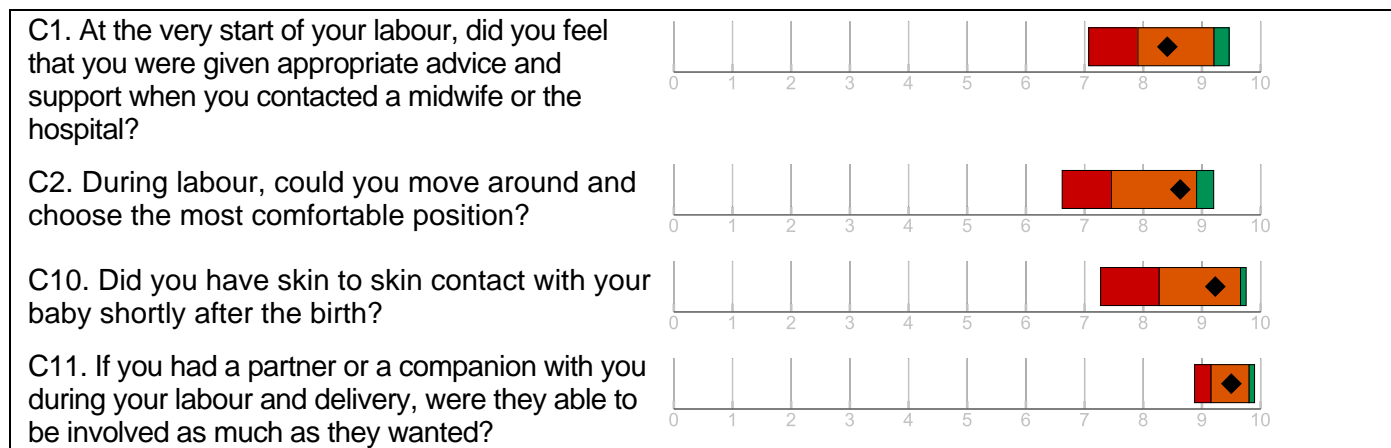 C1. At the very start of your labour, did you feel
that you were given appropriate advice and
support when you contacted a midwife or the
hospital?
0 1 2 3 4 5 6 7 8 9 10
C2. During labour, could you move around and
choose the most comfortable position?
0 1 2 3 4 5 6 7 8 9 10
C10. Did you have skin to skin contact with your
baby shortly after the birth?
0 1 2 3 4 5 6 7 8 9 10
C11. If you had a partner or a companion with you
during your labour and delivery, were they able to
be involved as much as they wanted?
0 1 2 3 4 5 6 7 8 9 10